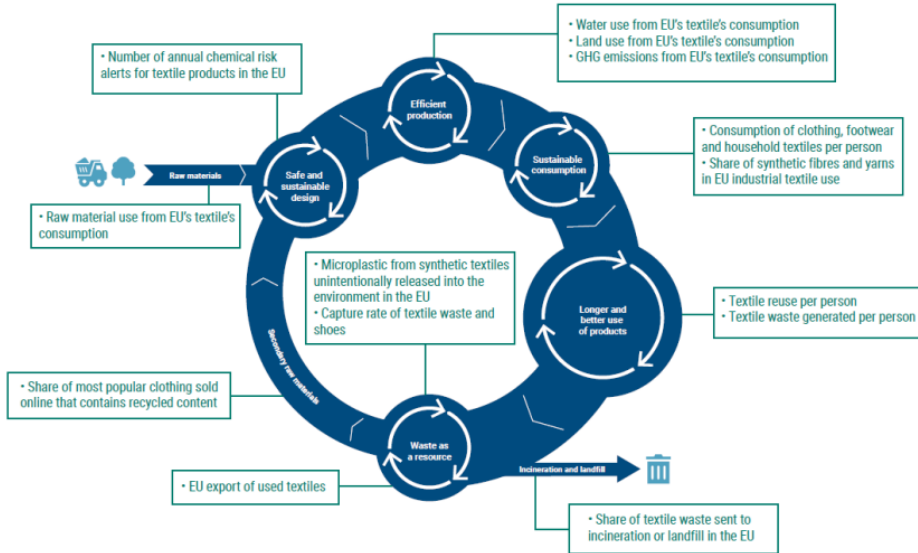 • Number of annual chemical risk
alerts for textile products in the EU
• Water use from EU's textile's consumption
• Land use from EU's textile's consumption
• GHG emissions from EU's textile's consumption
Efficient
production
• Consumption of clothing, footwear
and household textiles per person
• Share of synthetic fibres and yarns
in EU industrial textile use
Sustainable
consumption
Raw materials
Safe and
sustainable
design
• Raw material use from EU's textile's
consumption
• Microplastic from synthetic textiles
unintentionally released into the
environment in the EU
• Capture rate of textile waste and
shoes
Longer and
better use
of products
• Textile reuse per person
• Textile waste generated per person
Secondary raw materials
• Share of most popular clothing sold
online that contains recycled content
Waste as
a resource
Incineration and landfill
• EU export of used textiles
• Share of textile waste sent to
incineration or landfill in the EU